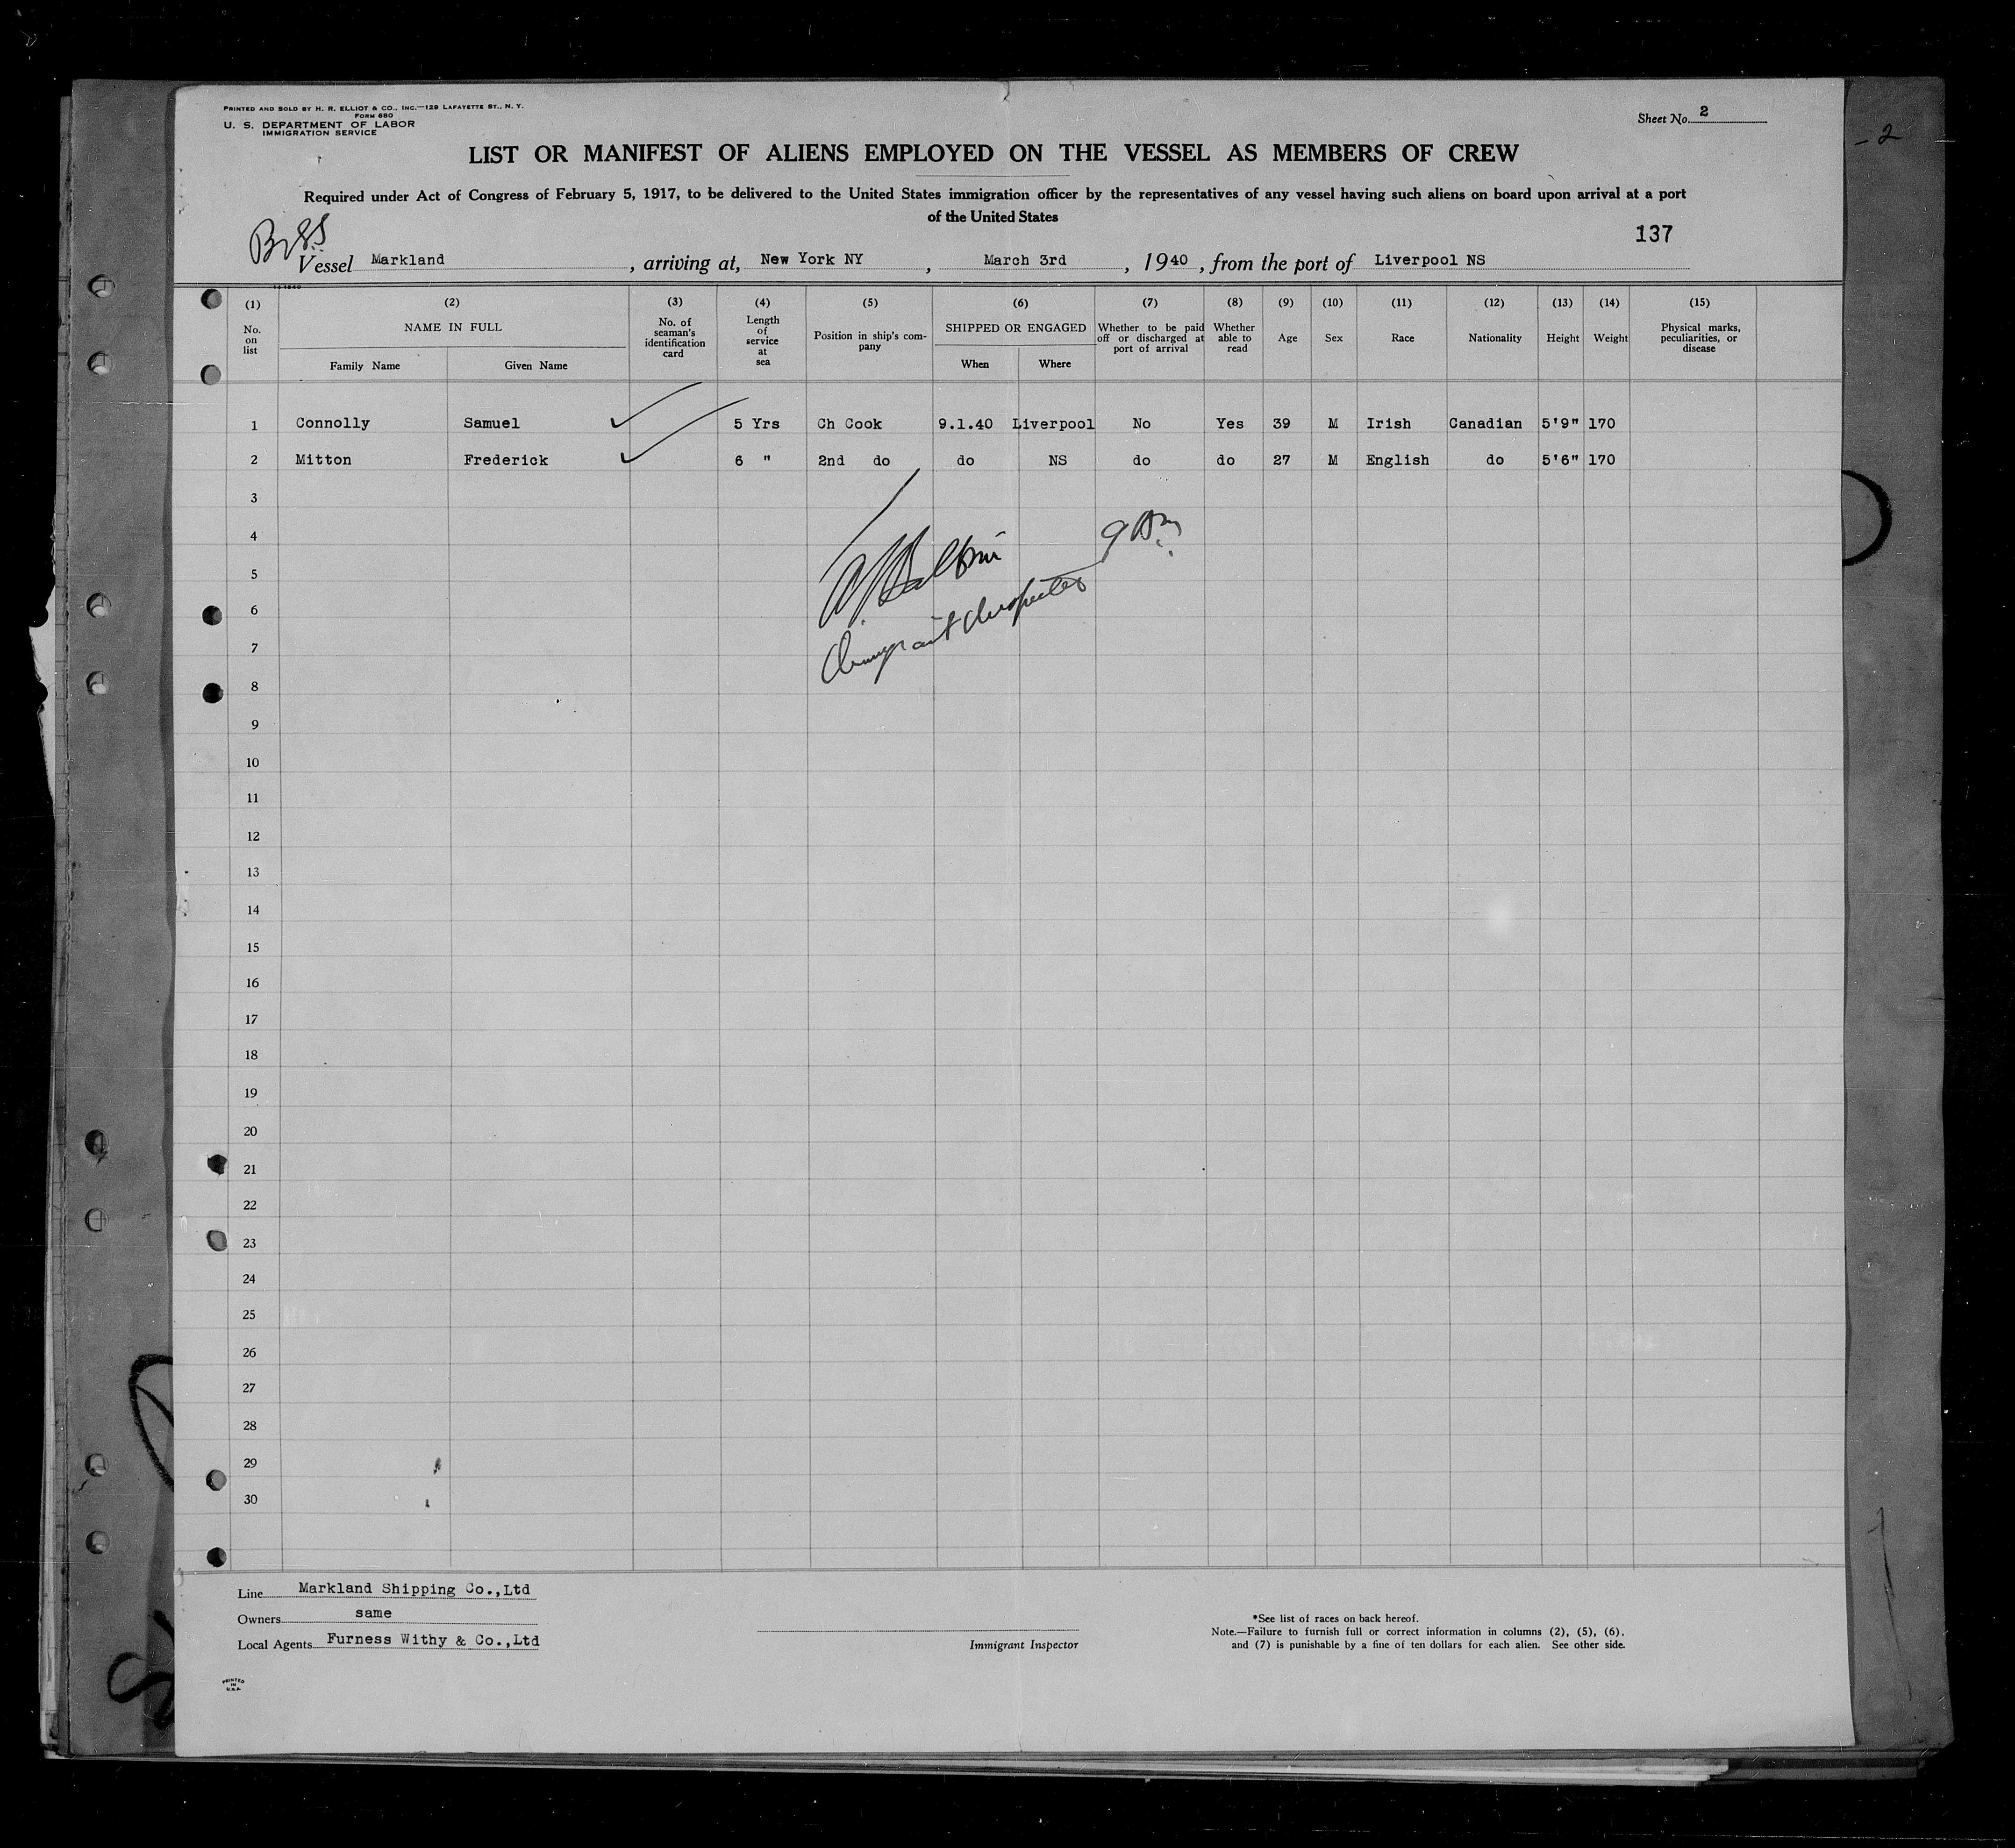 PRINTED AND SOLD BY H. R. ELLIOT & CO., INC.—129 LAFAYETTE ST., N. Y.
FORM 680
U. S. DEPARTMENT OF LABOR
IMMIGRATION SERVICE
Sheet No. 2
- 2
LIST OR MANIFEST OF ALIENS EMPLOYED ON THE VESSEL AS MEMBERS OF CREW
Required under Act of Congress of February 5, 1917, to be delivered to the United States immigration officer by the representatives of any vessel having such aliens on board upon arrival at a port
of the United States
137
Vessel Markland, arriving at, New York NY, March 3rd, 1940, from the port of Liverpool NS
(1) (2) (3) (4) (5) (6) (7) (8) (9) (10) (11) (12) (13) (14) (15)
No. on list
NAME IN FULL
Family Name Given Name
No. of seaman's identification card
Length of service at sea
Position in ship's company
SHIPPED OR ENGAGED
When Where
Whether to be paid off or discharged at port of arrival
Whether able to read
Age
Sex
Race
Nationality
Height
Weight
Physical marks, peculiarities, or disease
1 Connolly Samuel 5 Yrs Ch Cook 9.1.40 Liverpool No Yes 39 M Irish Canadian 5'9" 170
2 Mitton Frederick 6 " 2nd do do NS do do 27 M English do 5'6" 170
3
4
5
6
7
8
9
10
11
12
13
14
15
16
17
18
19
20
21
22
23
24
25
26
27
28
29
30
Line Markland Shipping Co.,Ltd
Owners same
Local Agents Furness Withy & Co.,Ltd
Immigrant Inspector
*See list of races on back hereof.
Note.—Failure to furnish full or correct information in columns (2), (5), (6),
and (7) is punishable by a fine of ten dollars for each alien. See other side.
PRINTED
IN
U.S.A.